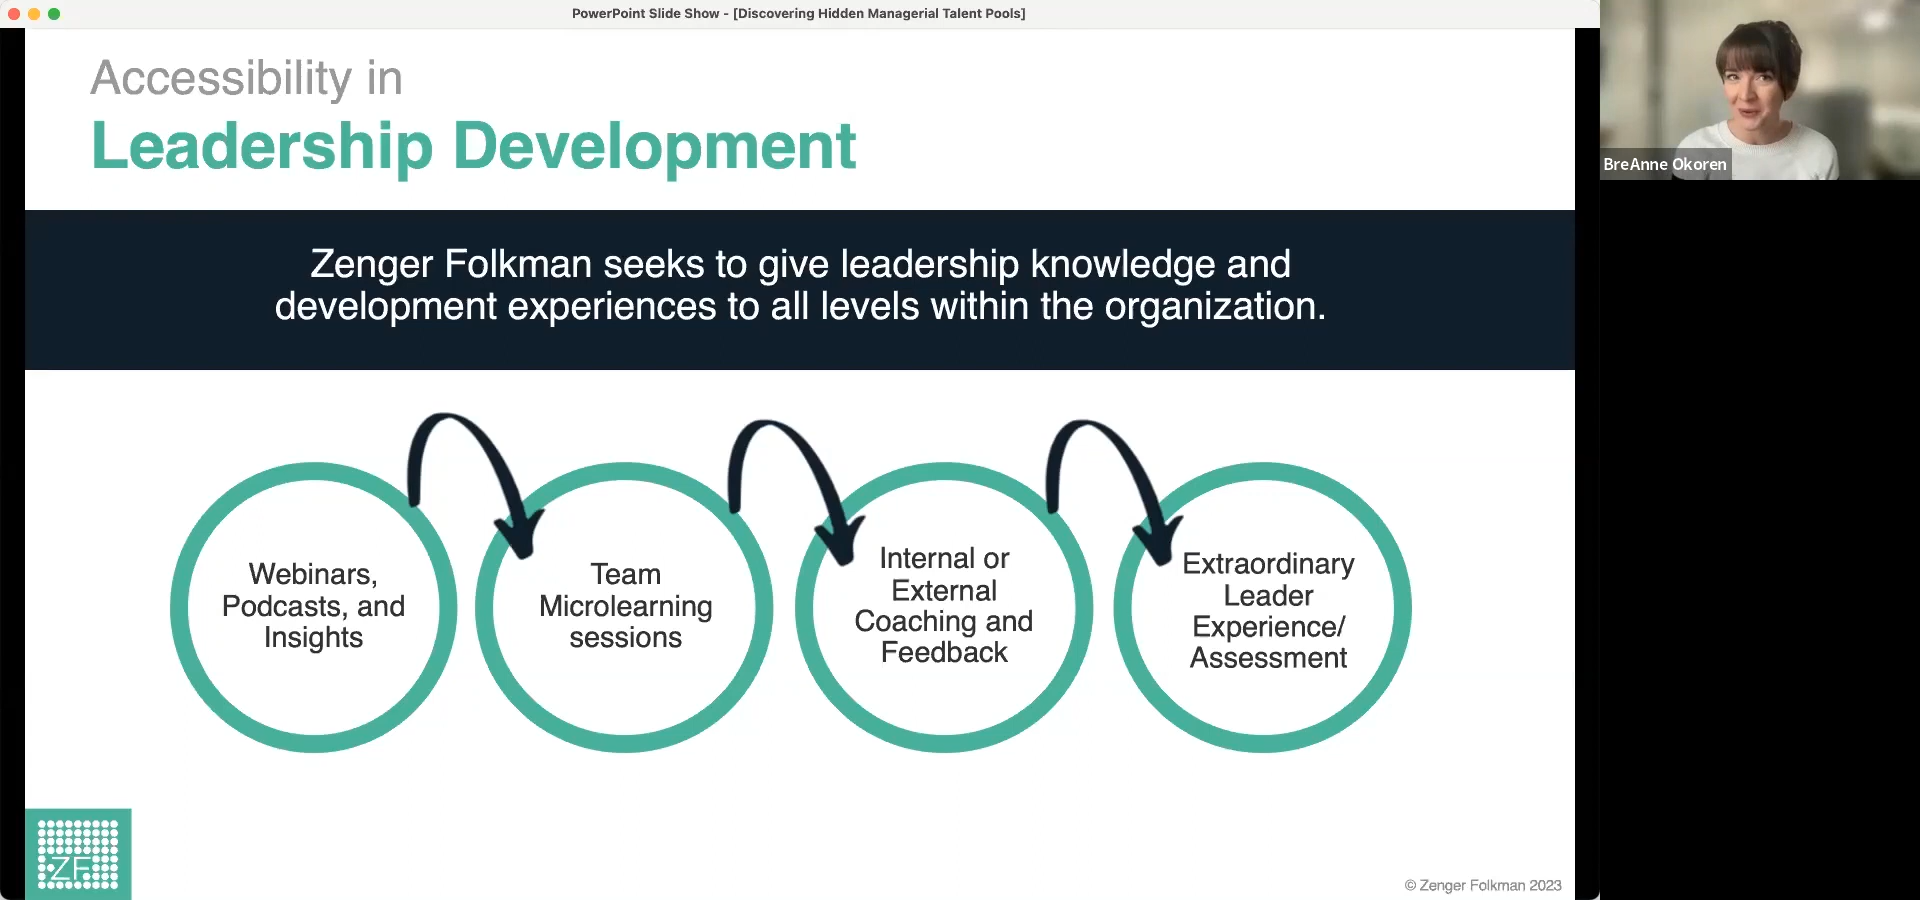 PowerPoint Slide Show - [Discovering Hidden Managerial Talent Pools]
Accessibility in
Leadership Development
BreAnne Okoren
Zenger Folkman seeks to give leadership knowledge and
development experiences to all levels within the organization.
Webinars,
Podcasts, and
Insights
Team
Microlearning
sessions
Internal or
External
Coaching and
Feedback
Extraordinary
Leader
Experience/
Assessment
ZF
© Zenger Folkman 2023